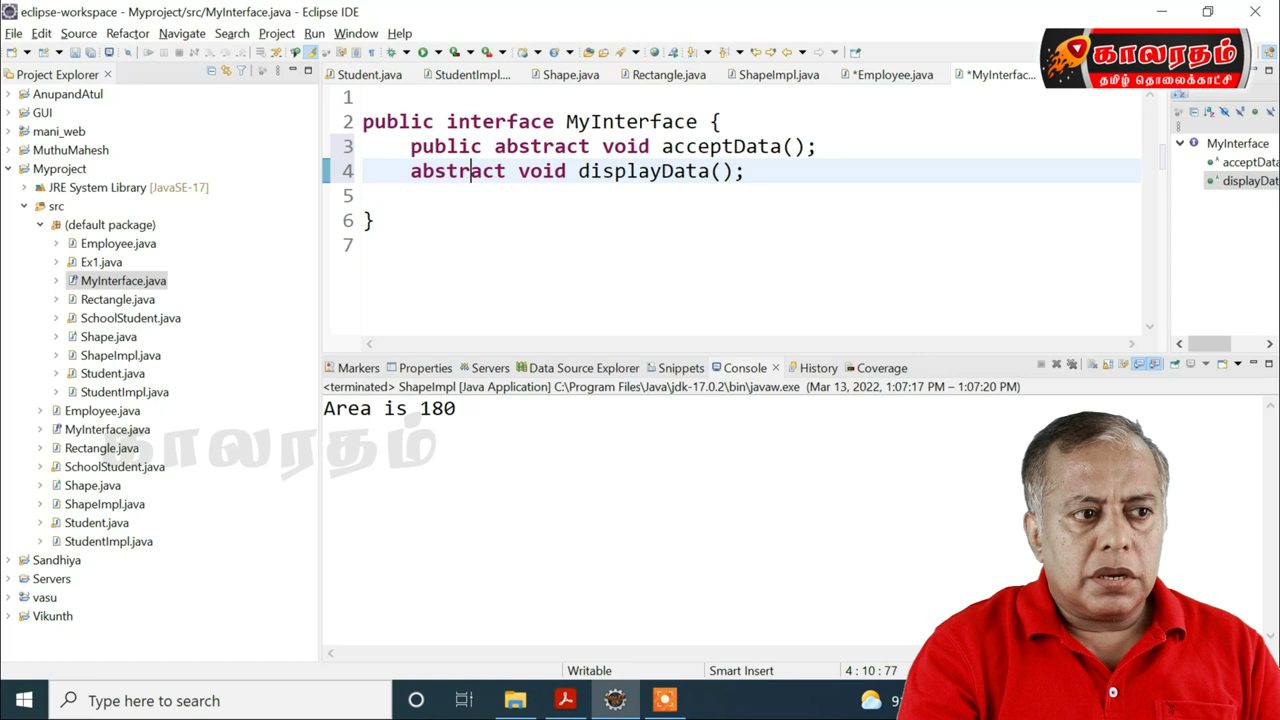 eclipse-workspace - Myproject/src/MyInterface.java - Eclipse IDE
File Edit Source Refactor Navigate Search Project Run Window Help
காலரதம்
தமிழ் தொலைக்காட்சி
Project Explorer
Student.java StudentImpl.... Shape.java Rectangle.java ShapeImpl.java *Employee.java *MyInterfac...
AnupandAtul
GUI
mani_web
MuthuMahesh
Myproject
JRE System Library [JavaSE-17]
src
(default package)
Employee.java
Ex1.java
MyInterface.java
Rectangle.java
SchoolStudent.java
Shape.java
ShapeImpl.java
Student.java
StudentImpl.java
Employee.java
MyInterface.java
Rectangle.java
SchoolStudent.java
Shape.java
ShapeImpl.java
Student.java
StudentImpl.java
Sandhiya
Servers
vasu
Vikunth
1
2 public interface MyInterface {
3 public abstract void acceptData();
4 abstract void displayData();
5
6 }
7
MyInterface
acceptData
displayDat
Markers Properties Servers Data Source Explorer Snippets Console History Coverage
<terminated> ShapeImpl [Java Application] C:\Program Files\Java\jdk-17.0.2\bin\javaw.exe (Mar 13, 2022, 1:07:17 PM – 1:07:20 PM)
Area is 180
காலரதம்
Writable Smart Insert 4 : 10 : 77
Type here to search